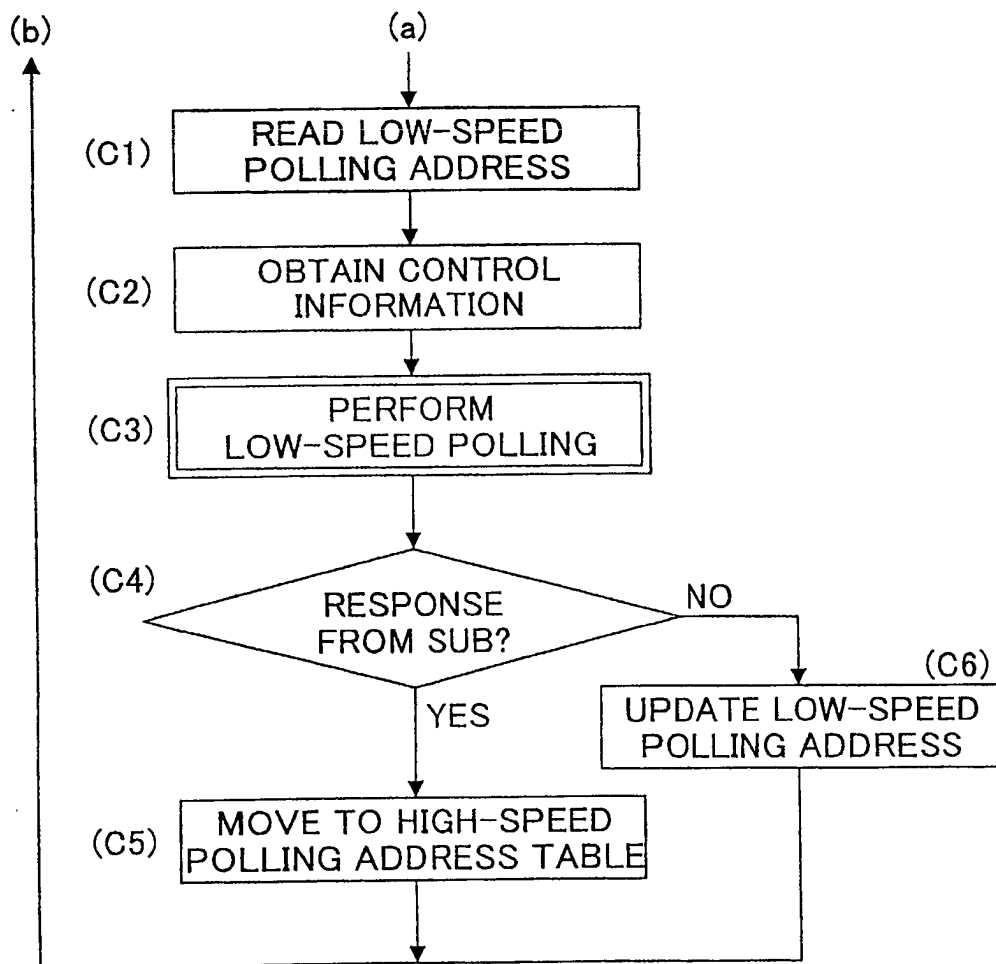 (b)
(a)
(C1)
READ LOW-SPEED
POLLING ADDRESS
(C2)
OBTAIN CONTROL
INFORMATION
(C3)
PERFORM
LOW-SPEED POLLING
(C4)
RESPONSE
FROM SUB?
NO
YES
(C6)
UPDATE LOW-SPEED
POLLING ADDRESS
(C5)
MOVE TO HIGH-SPEED
POLLING ADDRESS TABLE